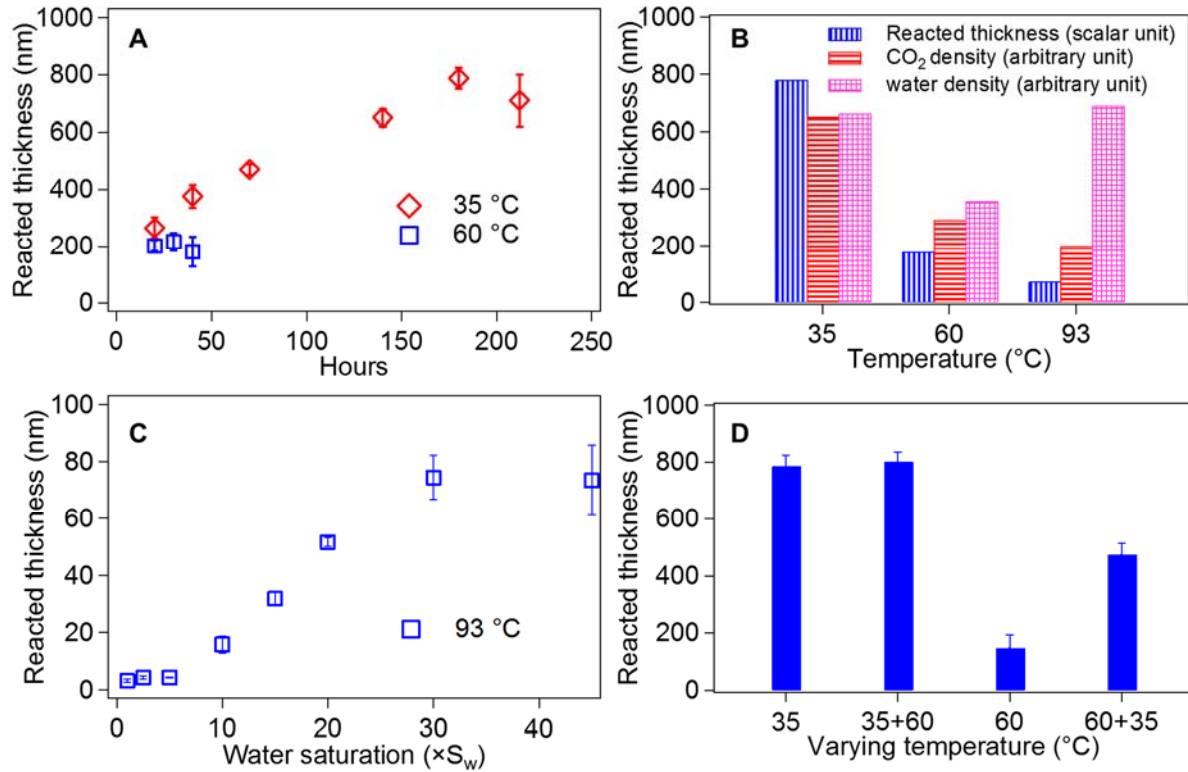 A
Reacted thickness (nm)
1000
800
600
400
200
0
35 °C
60 °C
0
50
100
150
200
250
Hours
B
Reacted thickness (nm)
1000
800
600
400
200
0
Reacted thickness (scalar unit)
CO₂ density (arbitrary unit)
water density (arbitrary unit)
35
60
93
Temperature (°C)
C
Reacted thickness (nm)
100
80
60
40
20
0
93 °C
0
10
20
30
40
Water saturation (×Sw)
D
Reacted thickness (nm)
1000
800
600
400
200
0
35
35+60
60
60+35
Varying temperature (°C)